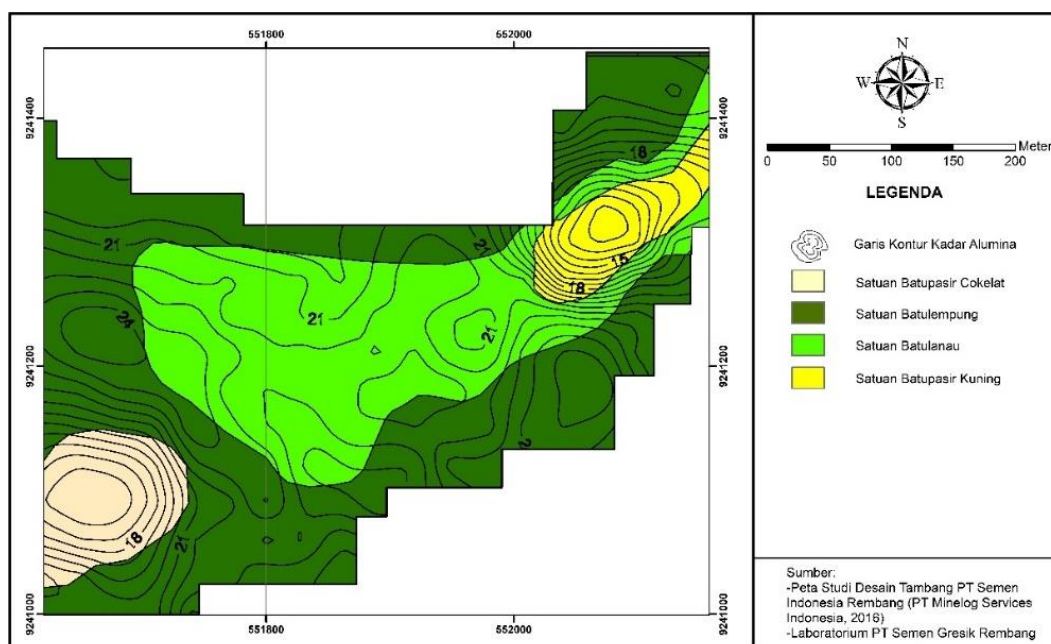 551800
552000
9241400
9241400
18
21
21
15
18
21
21
24
9241200
9241200
2
18
21
9241000
9241000
551800
552000
N
W
E
S
Meter
0
50
100
150
200
LEGENDA
Garis Kontur Kadar Alumina
Satuan Batupasir Cokelat
Satuan Batulempung
Satuan Batulanau
Satuan Batupasir Kuning
Sumber:
-Peta Studi Desain Tambang PT Semen
Indonesia Rembang (PT Minelog Services
Indonesia, 2016)
-Laboratorium PT Semen Gresik Rembang